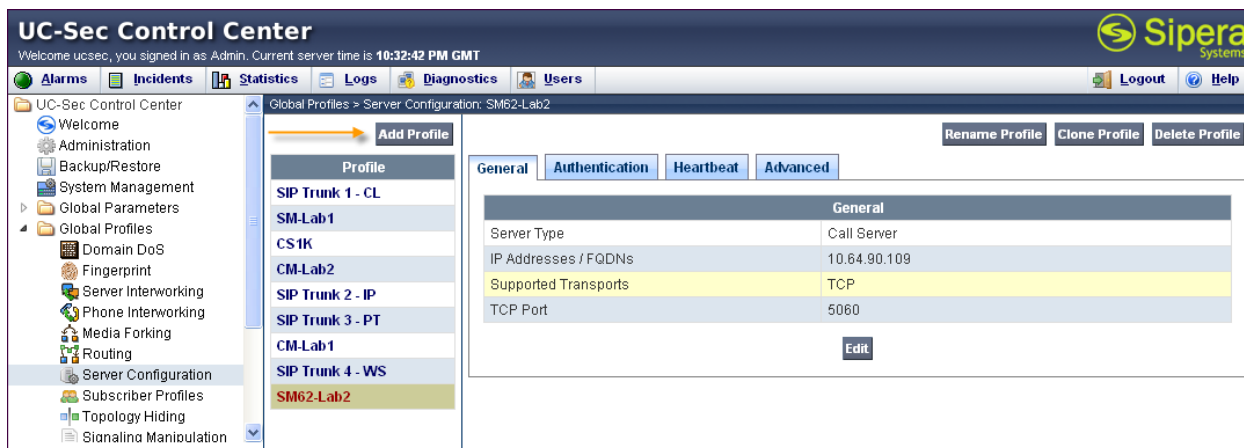 UC-Sec Control Center
Welcome ucsec, you signed in as Admin. Current server time is 10:32:42 PM GMT
Sipera
Systems
Alarms Incidents Statistics Logs Diagnostics Users Logout Help
UC-Sec Control Center
Welcome
Administration
Backup/Restore
System Management
Global Parameters
Global Profiles
Domain DoS
Fingerprint
Server Interworking
Phone Interworking
Media Forking
Routing
Server Configuration
Subscriber Profiles
Topology Hiding
Signaling Manipulation
Global Profiles > Server Configuration: SM62-Lab2
Add Profile
Rename Profile Clone Profile Delete Profile
Profile
SIP Trunk 1 - CL
SM-Lab1
CS1K
CM-Lab2
SIP Trunk 2 - IP
SIP Trunk 3 - PT
CM-Lab1
SIP Trunk 4 - WS
SM62-Lab2
General Authentication Heartbeat Advanced
General
Server Type Call Server
IP Addresses / FQDNs 10.64.90.109
Supported Transports TCP
TCP Port 5060
Edit